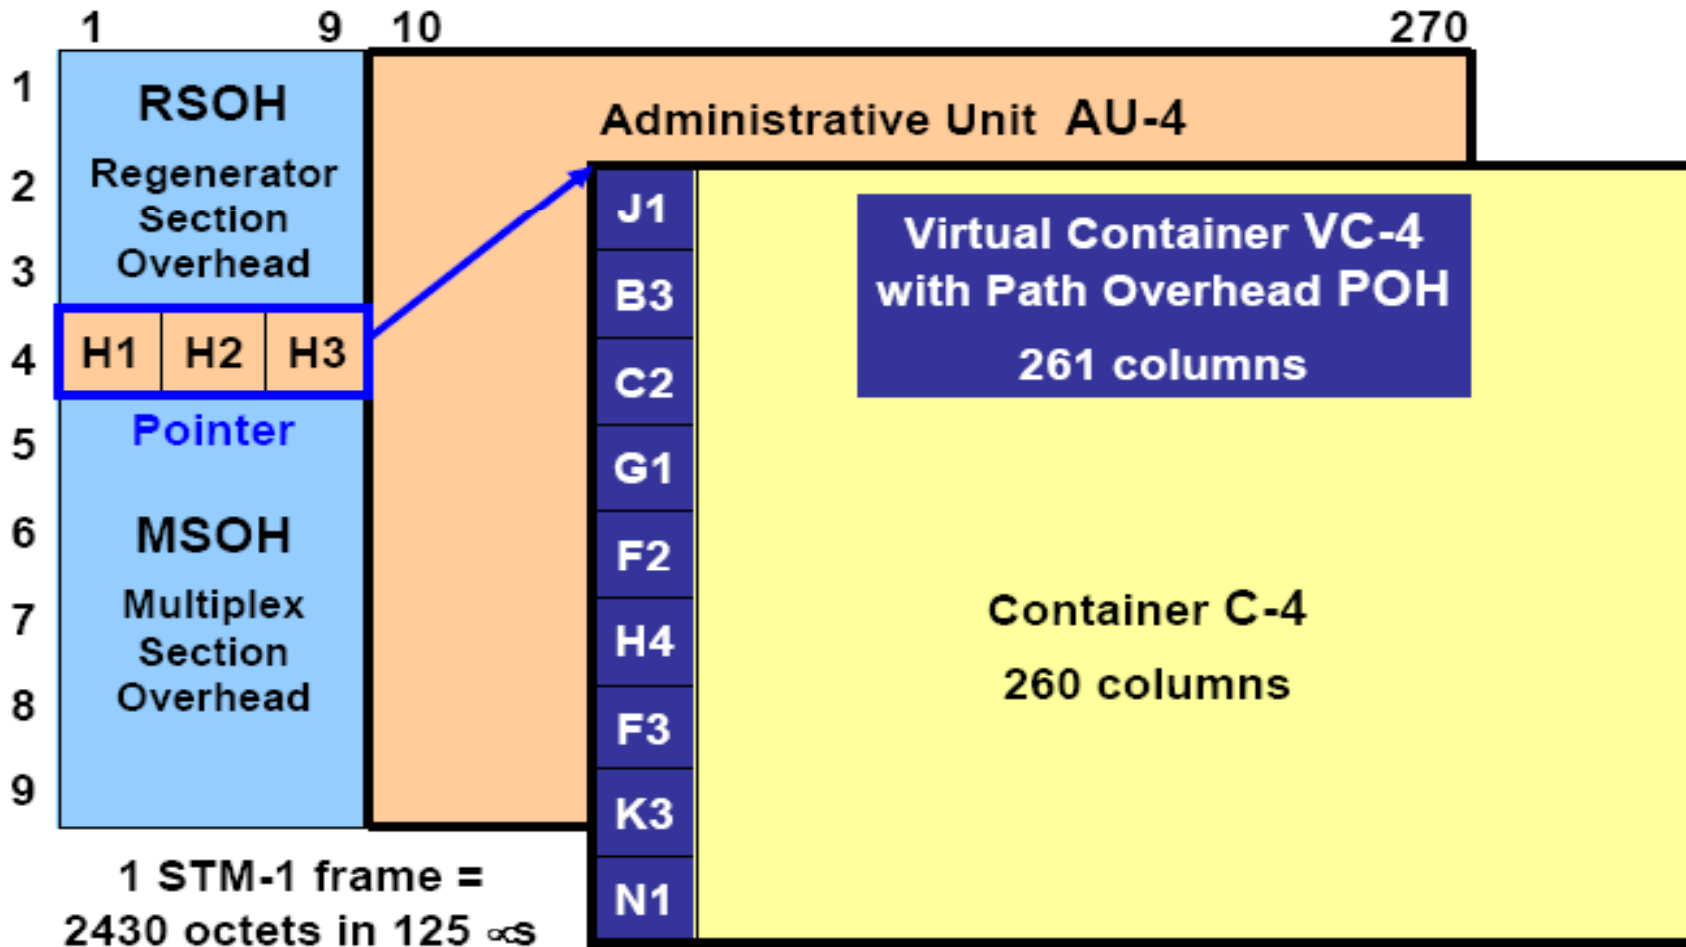 1 9 10 270
1
2
3
4
5
6
7
8
9
RSOH
Regenerator
Section
Overhead
H1 H2 H3
Pointer
MSOH
Multiplex
Section
Overhead
1 STM-1 frame =
2430 octets in 125 ∝s
Administrative Unit AU-4
J1
B3
C2
G1
F2
H4
F3
K3
N1
Virtual Container VC-4
with Path Overhead POH
261 columns
Container C-4
260 columns